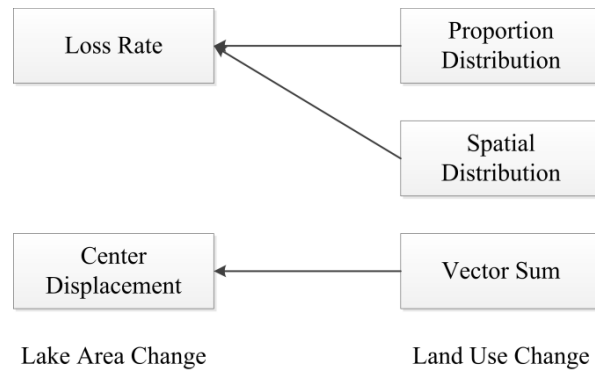 Loss Rate
Proportion
Distribution
Spatial
Distribution
Center
Displacement
Vector Sum
Lake Area Change
Land Use Change